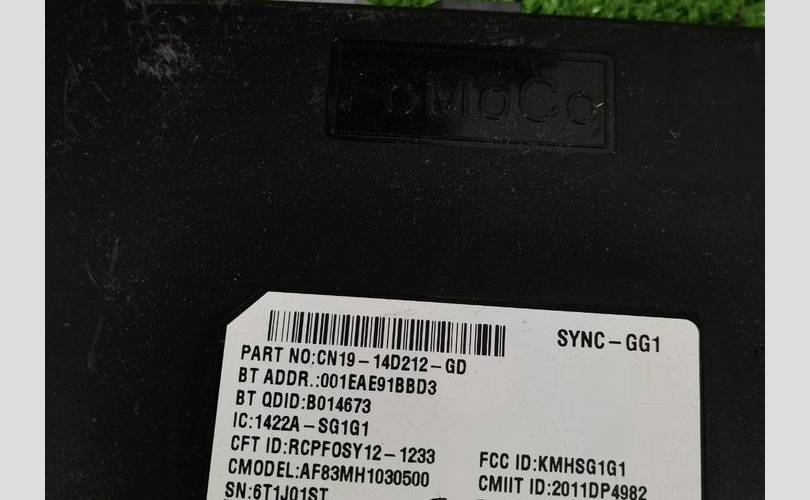 FoMoCo
SYNC-GG1
PART NO:CN19-14D212-GD
BT ADDR.:001EAE91BBD3
BT QDID:B014673
IC:1422A-SG1G1
CFT ID:RCPFOSY12-1233
FCC ID:KMHSG1G1
CMODEL:AF83MH1030500
CMIIT ID:2011DP4982
SN:6T1J01ST